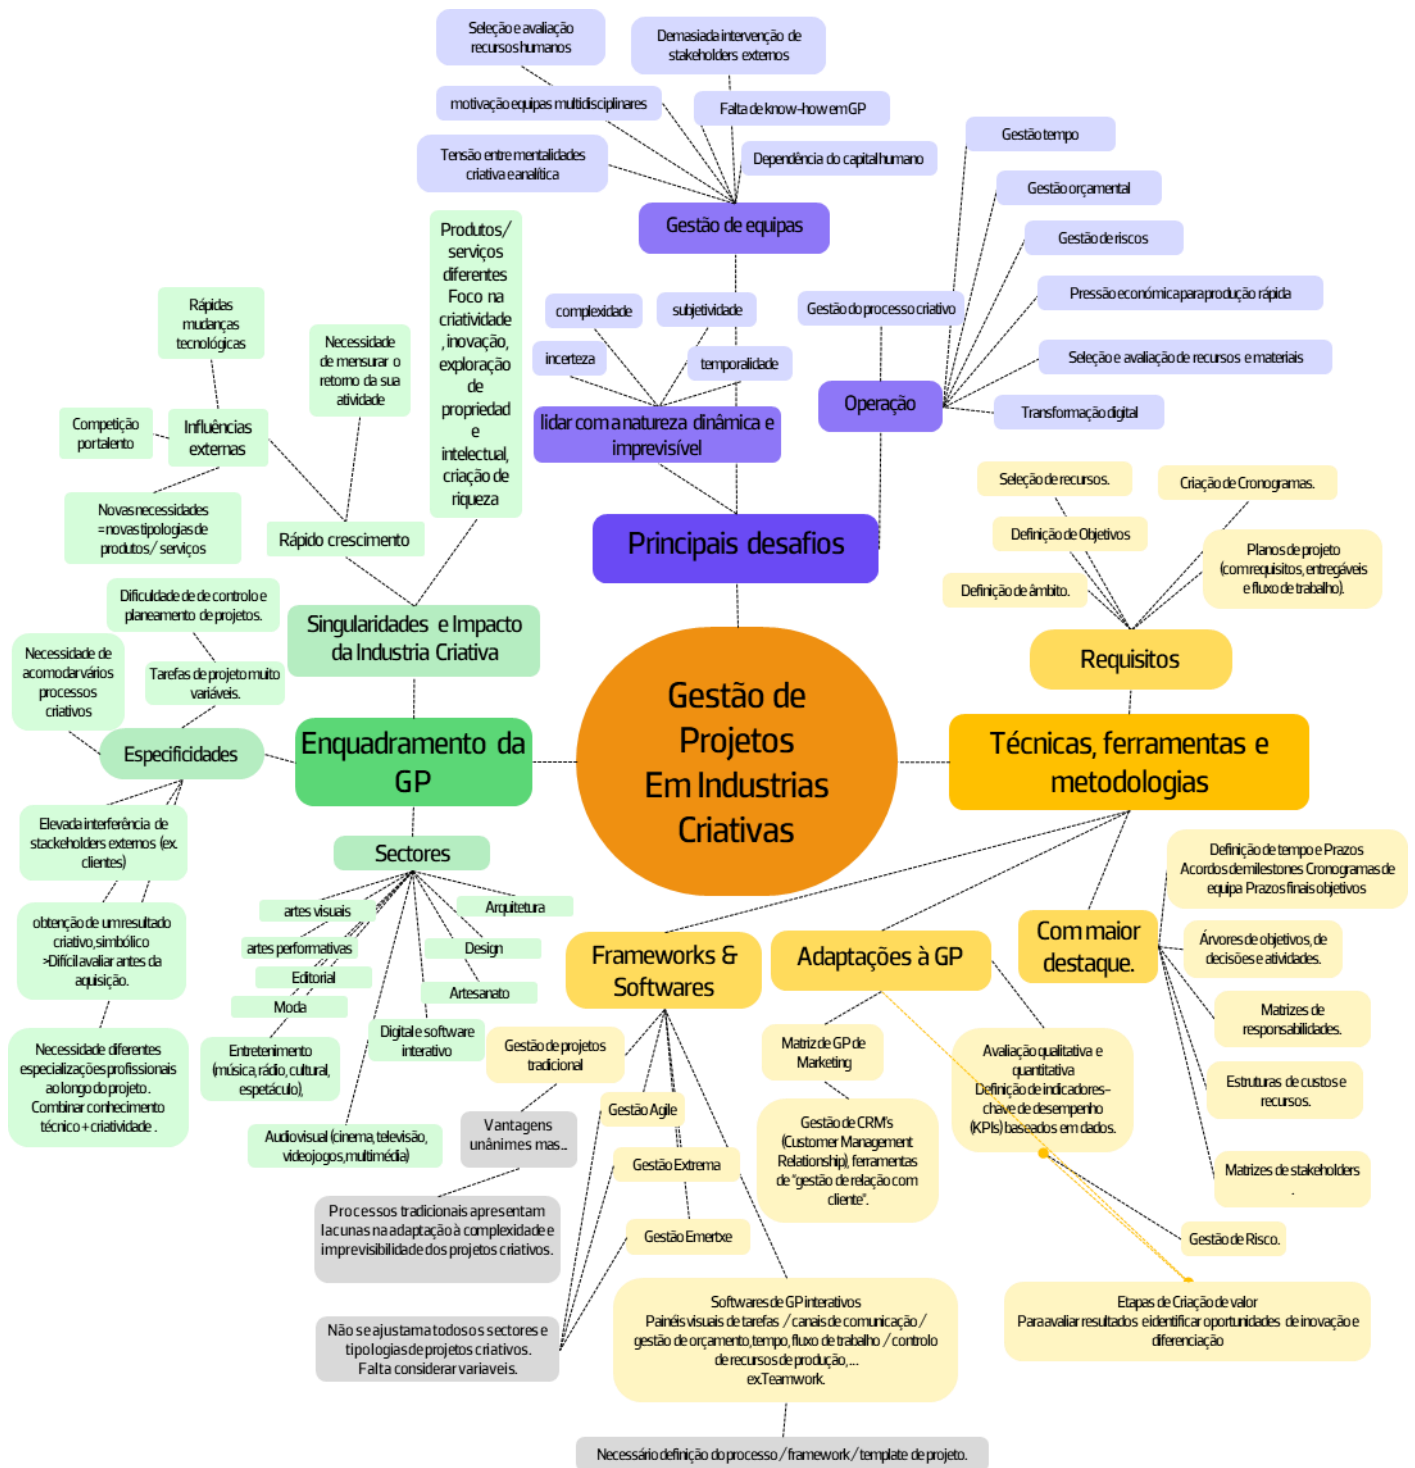 Seleção e avaliação
recursos humanos
Demasiada intervenção de
stakeholders externos
motivação equipas multidisciplinares
Falta de know-how em GP
Tensão entre mentalidades
criativa e analítica
Dependência do capital humano
Gestão de equipas
Gestão tempo
Gestão orçamental
Gestão de riscos
Pressão económica para produção rápida
Seleção e avaliação de recursos e materiais
Transformação digital
Gestão do processo criativo
Operação
complexidade
subjetividade
incerteza
temporalidade
lidar com a natureza dinâmica e
imprevisível
Principais desafios
Produtos/
serviços
diferentes
Foco na
criatividade
, inovação,
exploração
de
propriedad
e
intelectual,
criação de
riqueza
Rápidas
mudanças
tecnológicas
Necessidade
de mensurar o
retorno da sua
atividade
Competição
por talento
Influências
externas
Novas necessidades
= novas tipologias de
produtos/ serviços
Rápido crescimento
Singularidades e Impacto
da Industria Criativa
Dificuldade de de controlo e
planeamento de projetos.
Necessidade de
acomodar vários
processos
criativos
Tarefas de projeto muito
variáveis.
Especificidades
Enquadramento da
GP
Gestão de
Projetos
Em Industrias
Criativas
Elevada interferência de
stackeholders externos (ex.
clientes)
obtenção de um resultado
criativo, simbólico
>Difícil avaliar antes da
aquisição.
Necessidade diferentes
especializações profissionais
ao longo do projeto.
Combinar conhecimento
técnico + criatividade .
Sectores
artes visuais
artes performativas
Editorial
Moda
Entretenimento
(música, rádio, cultural,
espetáculo),
Audiovisual (cinema, televisão,
videojogos, multimédia)
Arquitetura
Design
Artesanato
Digital e software
interativo
Seleção de recursos.
Criação de Cronogramas.
Definição de Objetivos
Planos de projeto
(com requisitos, entregáveis
e fluxo de trabalho).
Definição de âmbito.
Requisitos
Técnicas, ferramentas e
metodologias
Frameworks &
Softwares
Gestão de projetos
tradicional
Vantagens
unânimes mas...
Processos tradicionais apresentam
lacunas na adaptação à complexidade e
imprevisibilidade dos projetos criativos.
Gestão Agile
Gestão Extrema
Gestão Emertxe
Não se ajustam a todos os sectores e
tipologias de projetos criativos.
Falta considerar variaveis.
Softwares de GP interativos
Painéis visuais de tarefas / canais de comunicação /
gestão de orçamento, tempo, fluxo de trabalho / controlo
de recursos de produção, ...
ex.Teamwork.
Necessário definição do processo / framework / template de projeto.
Adaptações à GP
Matriz de GP de
Marketing
Gestão de CRM's
(Customer Management
Relationship), ferramentas
de "gestão de relação com
cliente".
Avaliação qualitativa e
quantitativa
Definição de indicadores-
chave de desempenho
(KPIs) baseados em dados.
Gestão de Risco.
Etapas de Criação de valor
Para avaliar resultados e identificar oportunidades de inovação e
diferenciação
Com maior
destaque.
Definição de tempo e Prazos
Acordos de milestones Cronogramas de
equipa Prazos finais objetivos
Árvores de objetivos, de
decisões e atividades.
Matrizes de
responsabilidades.
Estruturas de custos e
recursos.
Matrizes de stakeholders
.